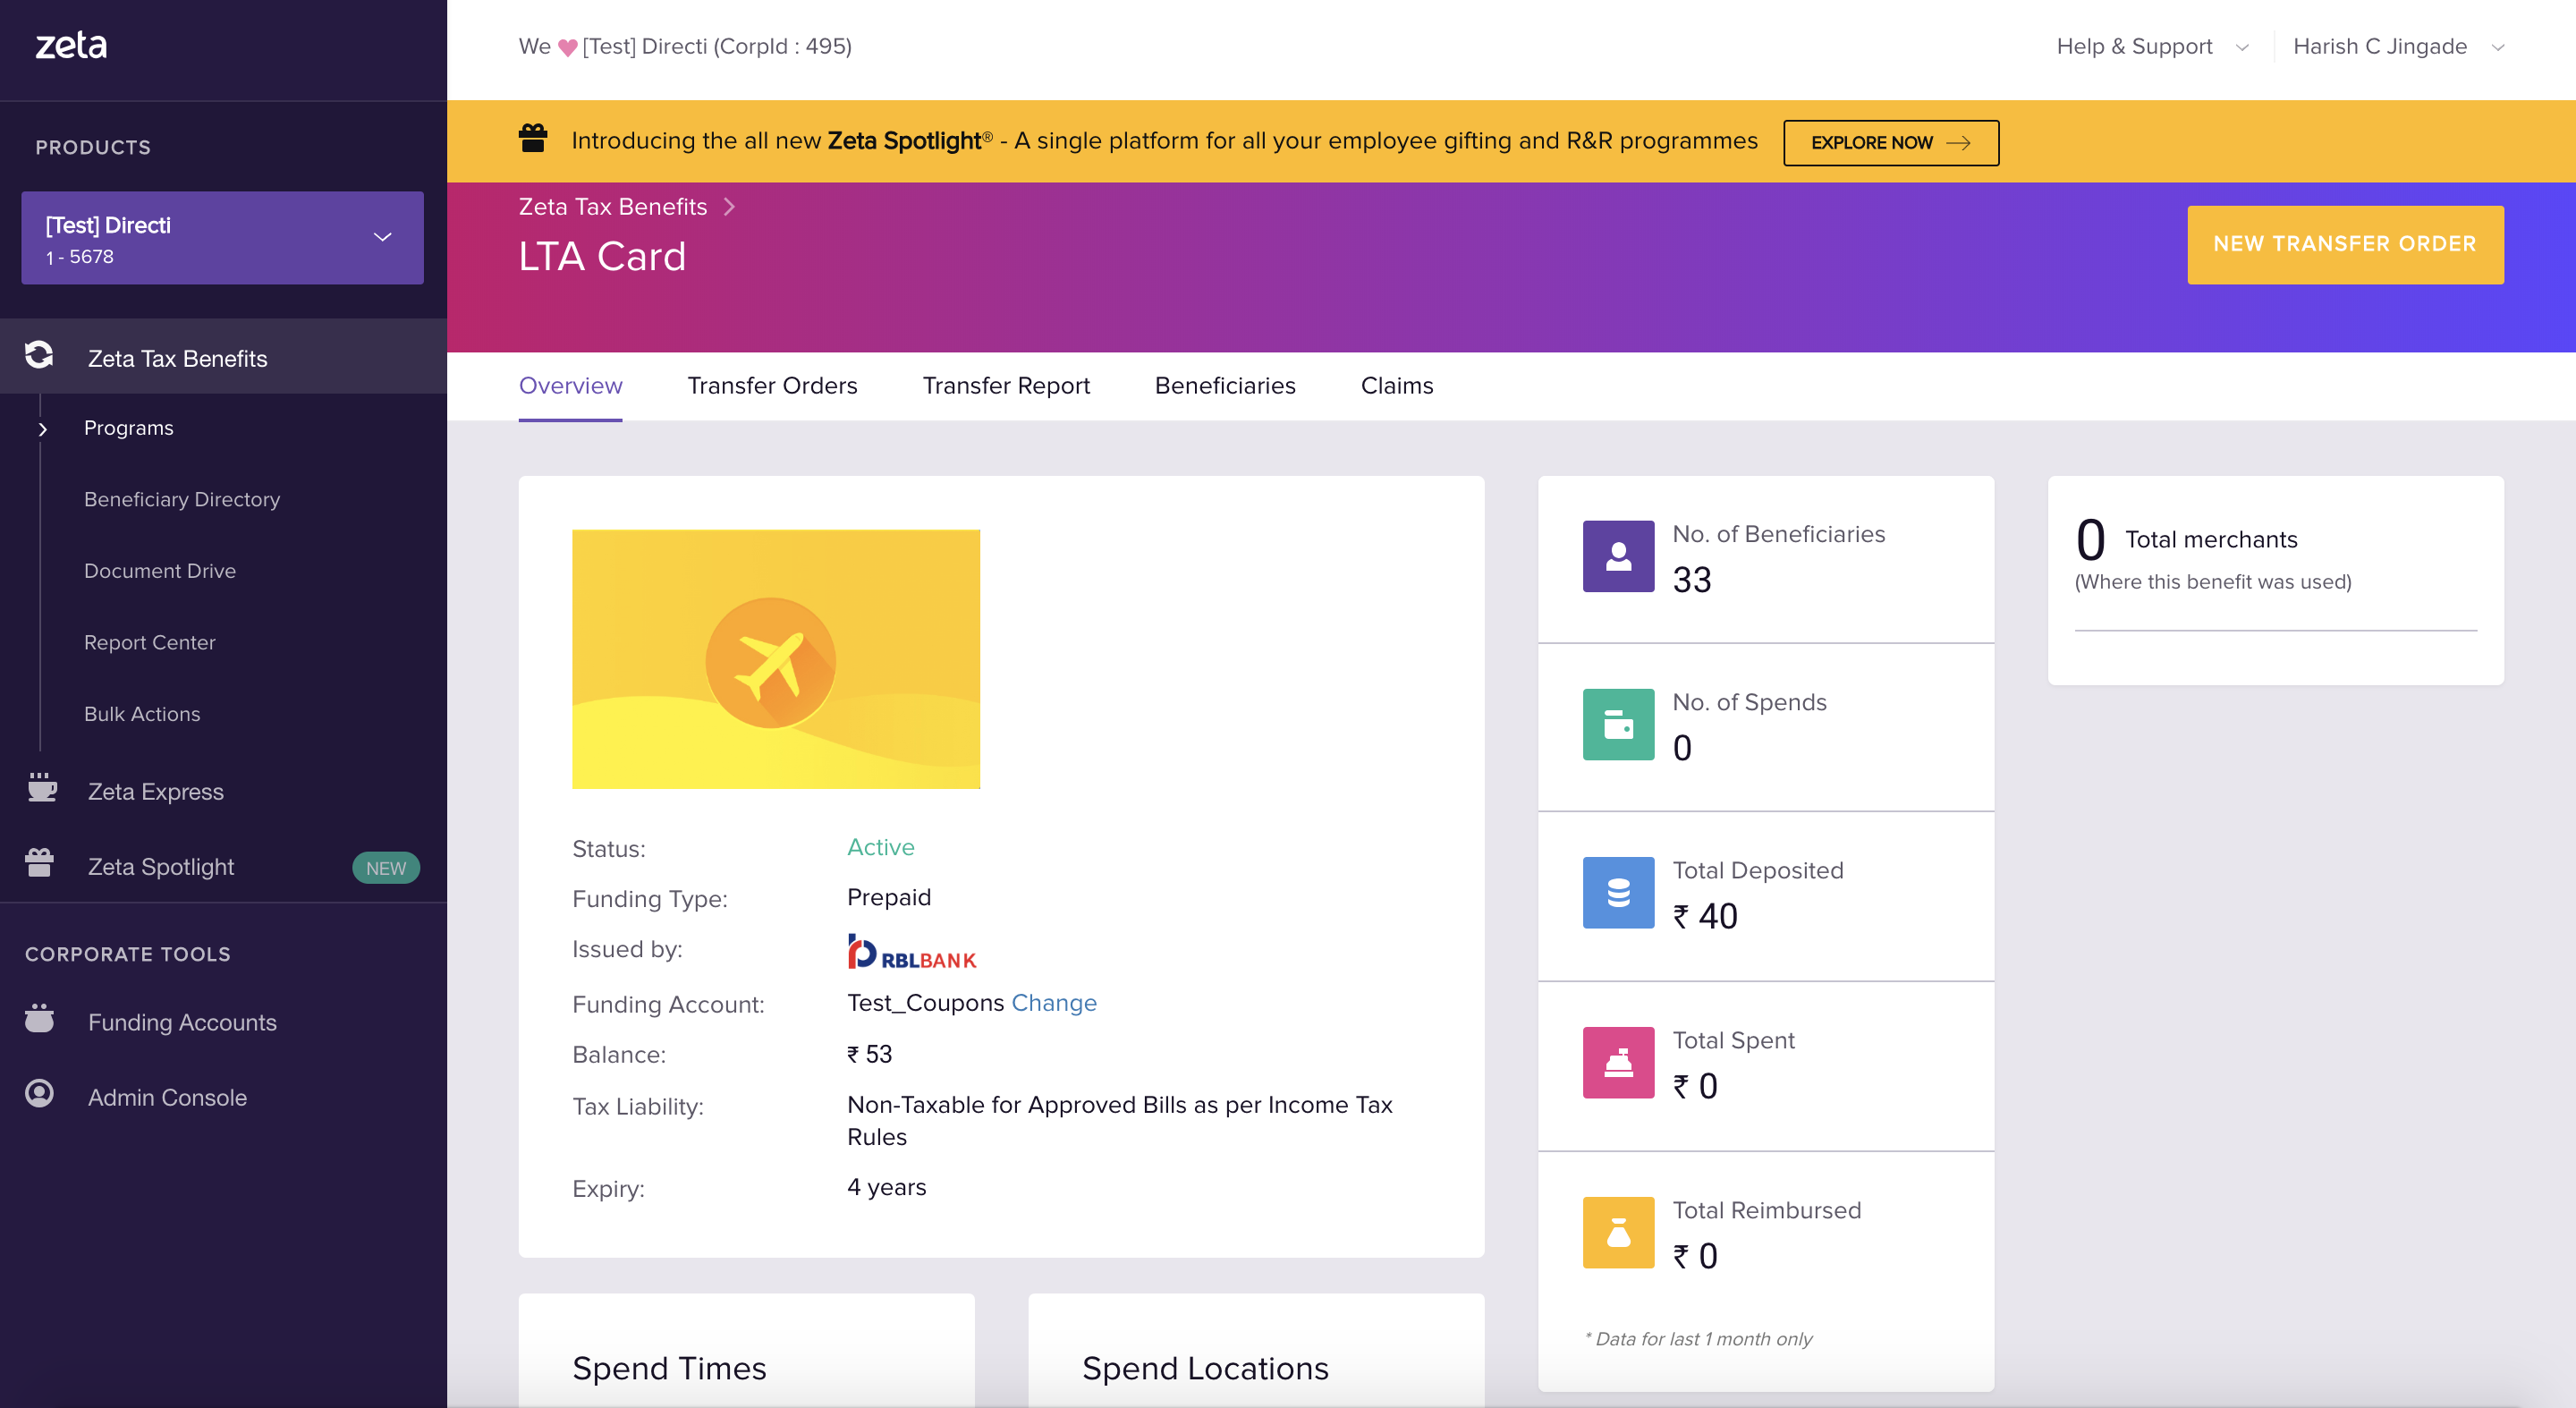 zeta
PRODUCTS
[Test] Directi
1 - 5678
Zeta Tax Benefits
Programs
Beneficiary Directory
Document Drive
Report Center
Bulk Actions
Zeta Express
Zeta Spotlight NEW
CORPORATE TOOLS
Funding Accounts
Admin Console
We [Test] Directi (CorpId : 495)
Help & Support
Harish C Jingade
Introducing the all new Zeta Spotlight® - A single platform for all your employee gifting and R&R programmes EXPLORE NOW
Zeta Tax Benefits
LTA Card
NEW TRANSFER ORDER
Overview Transfer Orders Transfer Report Beneficiaries Claims
Status: Active
Funding Type: Prepaid
Issued by: RBLBANK
Funding Account: Test_Coupons Change
Balance: ₹ 53
Tax Liability: Non-Taxable for Approved Bills as per Income Tax
Rules
Expiry: 4 years
Spend Times
Spend Locations
No. of Beneficiaries
33
No. of Spends
0
Total Deposited
₹ 40
Total Spent
₹ 0
Total Reimbursed
₹ 0
* Data for last 1 month only
0 Total merchants
(Where this benefit was used)